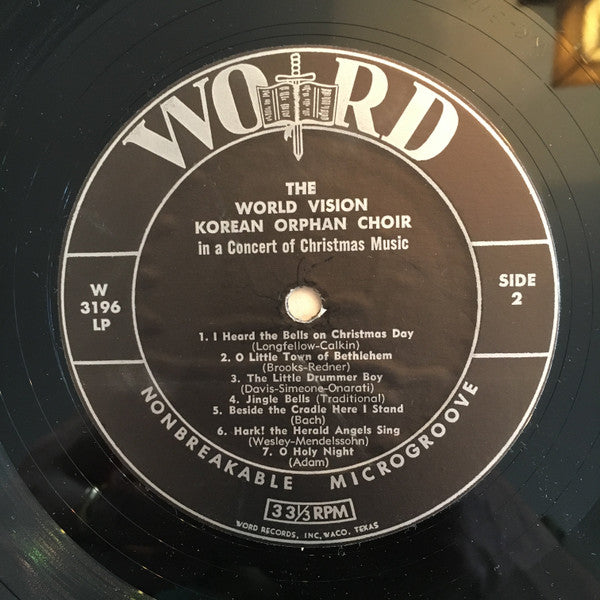 WORD
THE
WORLD VISION
KOREAN ORPHAN CHOIR
in a Concert of Christmas Music
W
3196
LP
SIDE
2
1. I Heard the Bells on Christmas Day
(Longfellow-Calkin)
2. O Little Town of Bethlehem
(Brooks-Redner)
3. The Little Drummer Boy
(Davis-Simeone-Onarati)
4. Jingle Bells (Traditional)
5. Beside the Cradle Here I Stand
(Bach)
6. Hark! the Herald Angels Sing
(Wesley-Mendelssohn)
7. O Holy Night
(Adam)
NONBREAKABLE MICROGROOVE
33⅓ RPM
WORD RECORDS, INC, WACO, TEXAS